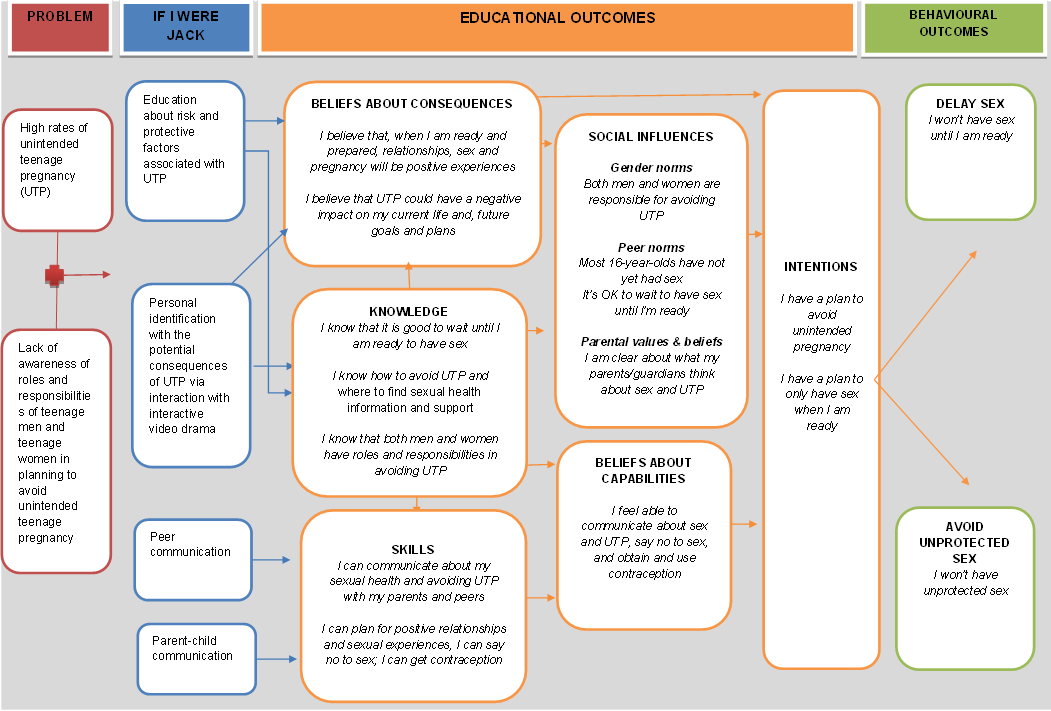 PROBLEM
IF I WERE
JACK
EDUCATIONAL OUTCOMES
BEHAVIOURAL
OUTCOMES
High rates of
unintended
teenage
pregnancy
(UTP)
Lack of
awareness of
roles and
responsibilitie
s of teenage
men and
teenage
women in
planning to
avoid
unintended
teenage
pregnancy
Education
about risk and
protective
factors
associated with
UTP
Personal
identification
with the
potential
consequences
of UTP via
interaction with
interactive
video drama
Peer
communication
Parent-child
communication
BELIEFS ABOUT CONSEQUENCES
I believe that, when I am ready and
prepared, relationships, sex and
pregnancy will be positive experiences
I believe that UTP could have a negative
impact on my current life and, future
goals and plans
KNOWLEDGE
I know that it is good to wait until I
am ready to have sex
I know how to avoid UTP and
where to find sexual health
information and support
I know that both men and women
have roles and responsibilities in
avoiding UTP
SKILLS
I can communicate about my
sexual health and avoiding UTP
with my parents and peers
I can plan for positive relationships
and sexual experiences, I can say
no to sex; I can get contraception
SOCIAL INFLUENCES
Gender norms
Both men and women are
responsible for avoiding
UTP
Peer norms
Most 16-year-olds have not
yet had sex
It's OK to wait to have sex
until I'm ready
Parental values & beliefs
I am clear about what my
parents/guardians think
about sex and UTP
BELIEFS ABOUT
CAPABILITIES
I feel able to
communicate about sex
and UTP, say no to sex,
and obtain and use
contraception
INTENTIONS
I have a plan to
avoid
unintended
pregnancy
I have a plan to
only have sex
when I am
ready
DELAY SEX
I won't have sex
until I am ready
AVOID
UNPROTECTED
SEX
I won't have
unprotected sex